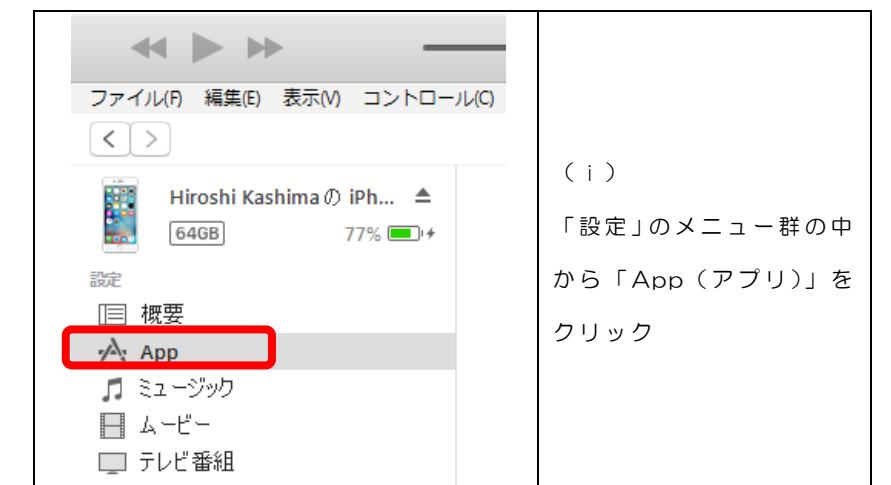 ファイル(F) 編集(E) 表示(V) コントロール(C)
Hiroshi Kashimaの iPh...
64GB 77%
設定
概要
App
ミュージック
ムービー
テレビ番組
（ｉ）
「設定」のメニュー群の中
から「App（アプリ）」を
クリック